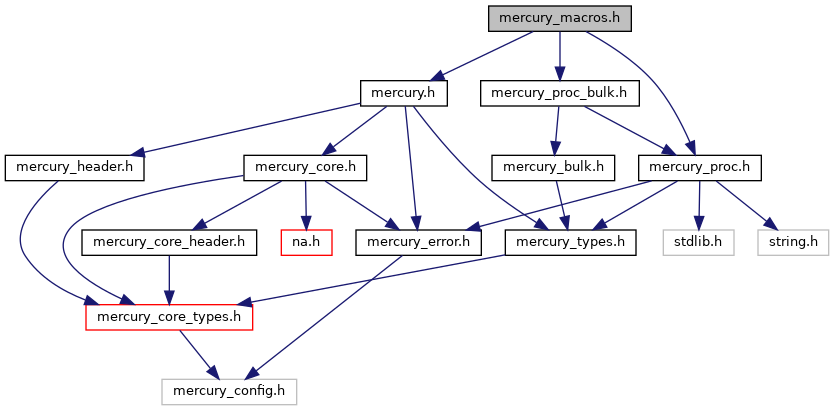 mercury_macros.h
mercury.h
mercury_proc_bulk.h
mercury_header.h
mercury_core.h
mercury_bulk.h
mercury_proc.h
mercury_core_header.h
na.h
mercury_error.h
mercury_types.h
stdlib.h
string.h
mercury_core_types.h
mercury_config.h